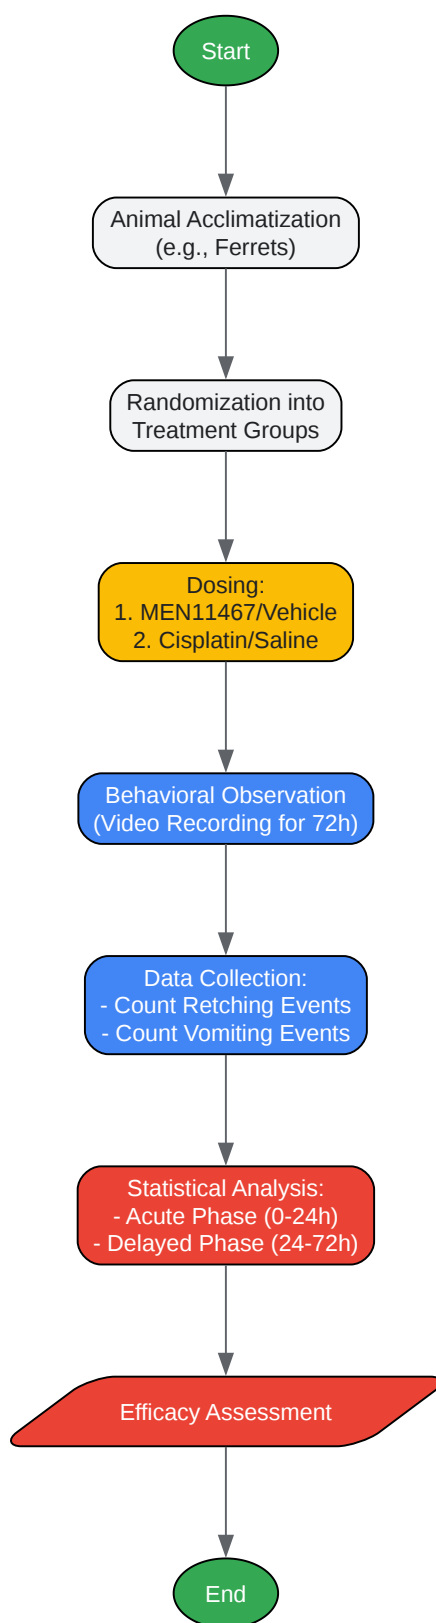 Start
Animal Acclimatization
(e.g., Ferrets)
Randomization into
Treatment Groups
Dosing:
1. MEN11467/Vehicle
2. Cisplatin/Saline
Behavioral Observation
(Video Recording for 72h)
Data Collection:
- Count Retching Events
- Count Vomiting Events
Statistical Analysis:
- Acute Phase (0-24h)
- Delayed Phase (24-72h)
Efficacy Assessment
End